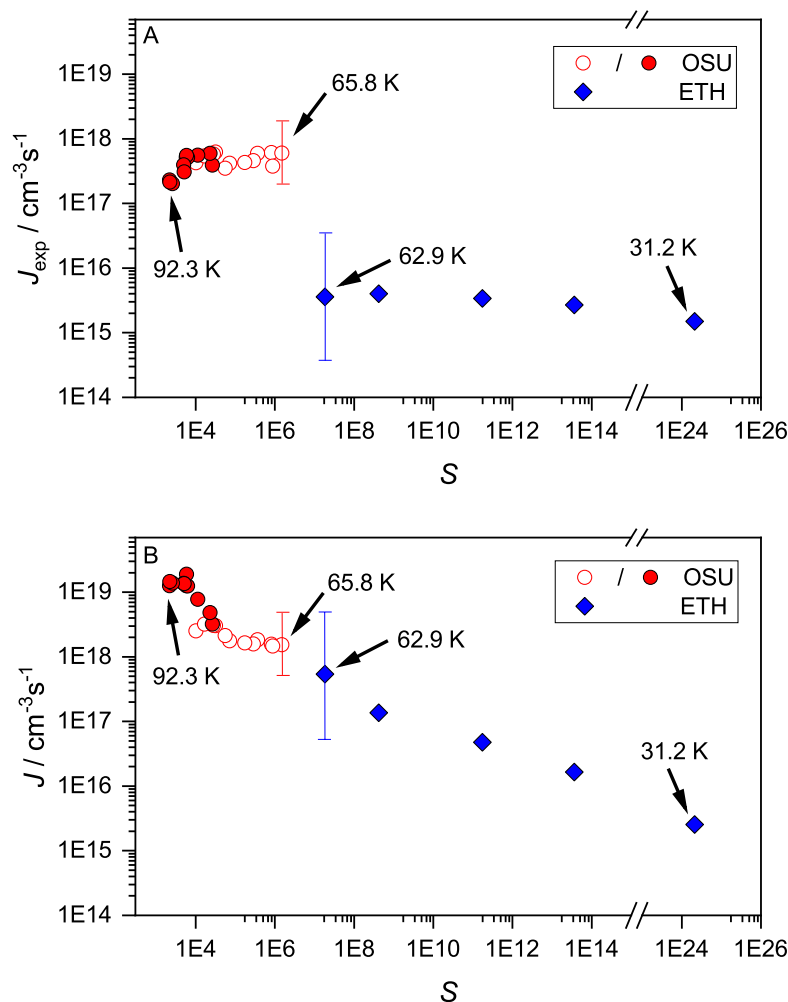 A
/ OSU
ETH
1E19
65.8 K
1E18
1E17
92.3 K
62.9 K
31.2 K
1E16
1E15
1E14
J_exp / cm⁻³s⁻¹
1E4 1E6 1E8 1E10 1E12 1E14 1E24 1E26
S
B
/ OSU
ETH
1E19
65.8 K
1E18
92.3 K
62.9 K
1E17
31.2 K
1E16
1E15
1E14
J / cm⁻³s⁻¹
1E4 1E6 1E8 1E10 1E12 1E14 1E24 1E26
S